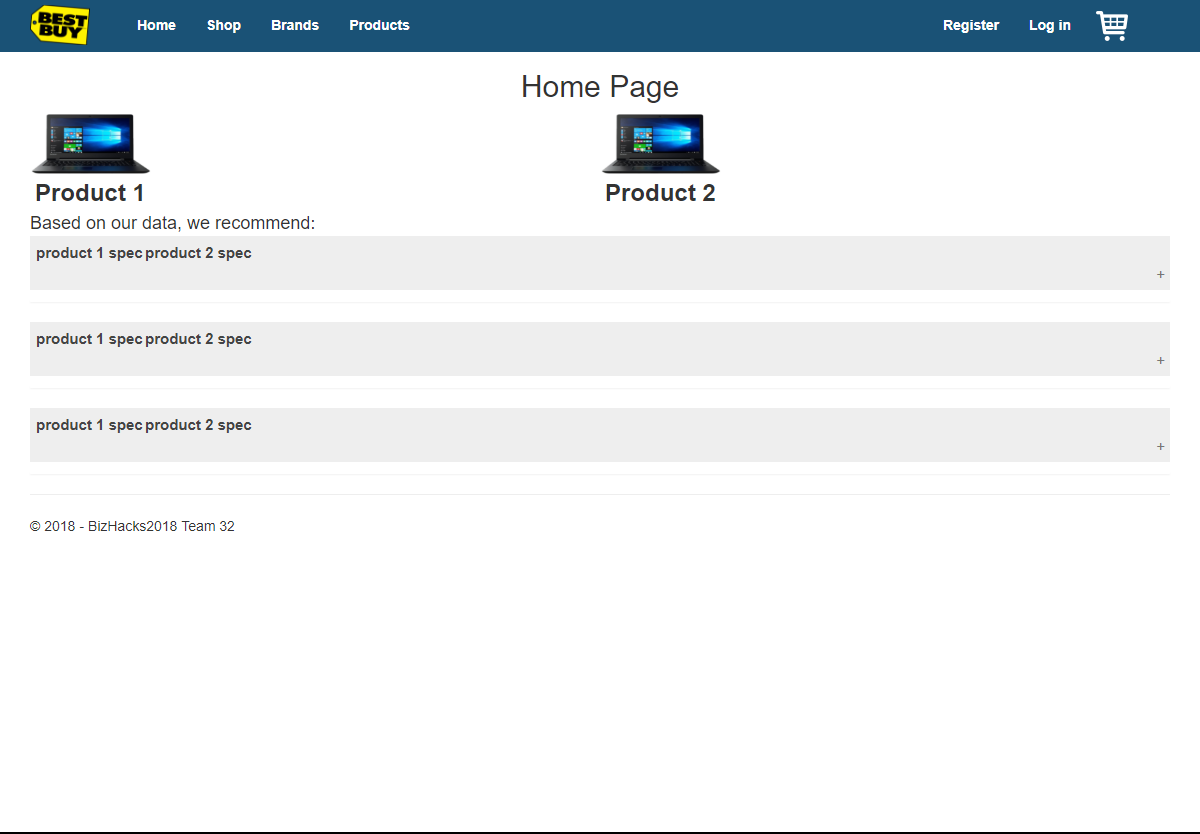 BEST BUY
Home Shop Brands Products Register Log in
Home Page
Product 1 Product 2
Based on our data, we recommend:
product 1 spec product 2 spec
+
product 1 spec product 2 spec
+
product 1 spec product 2 spec
+
© 2018 - BizHacks2018 Team 32